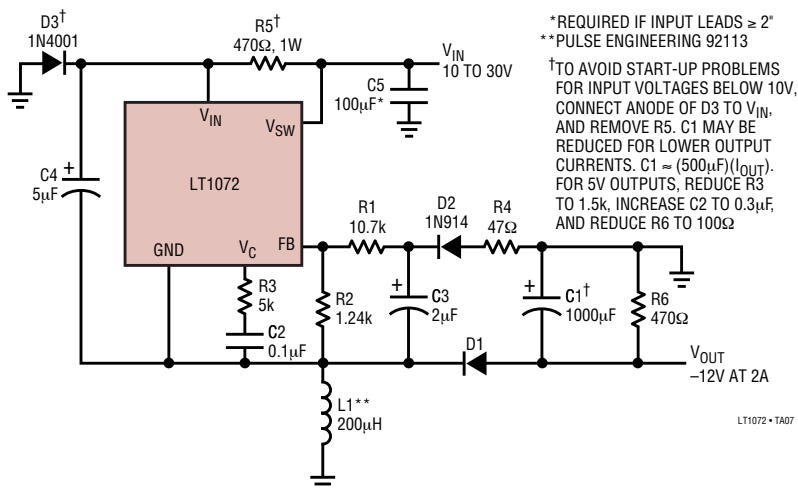 D3†
1N4001
R5†
470Ω, 1W
VIN
10 TO 30V
C5
100µF*
VIN
VSW
LT1072
GND
VC
FB
C4
+
5µF
R3
5k
C2
0.1µF
R1
10.7k
R2
1.24k
D2
1N914
R4
47Ω
+
C3
2µF
+
C1†
1000µF
R6
470Ω
D1
VOUT
–12V AT 2A
L1**
200µH
*REQUIRED IF INPUT LEADS ≥ 2"
**PULSE ENGINEERING 92113
†TO AVOID START-UP PROBLEMS
FOR INPUT VOLTAGES BELOW 10V,
CONNECT ANODE OF D3 TO VIN,
AND REMOVE R5. C1 MAY BE
REDUCED FOR LOWER OUTPUT
CURRENTS. C1 ≈ (500µF)(IOUT).
FOR 5V OUTPUTS, REDUCE R3
TO 1.5k, INCREASE C2 TO 0.3µF,
AND REDUCE R6 TO 100Ω
LT1072 • TA07